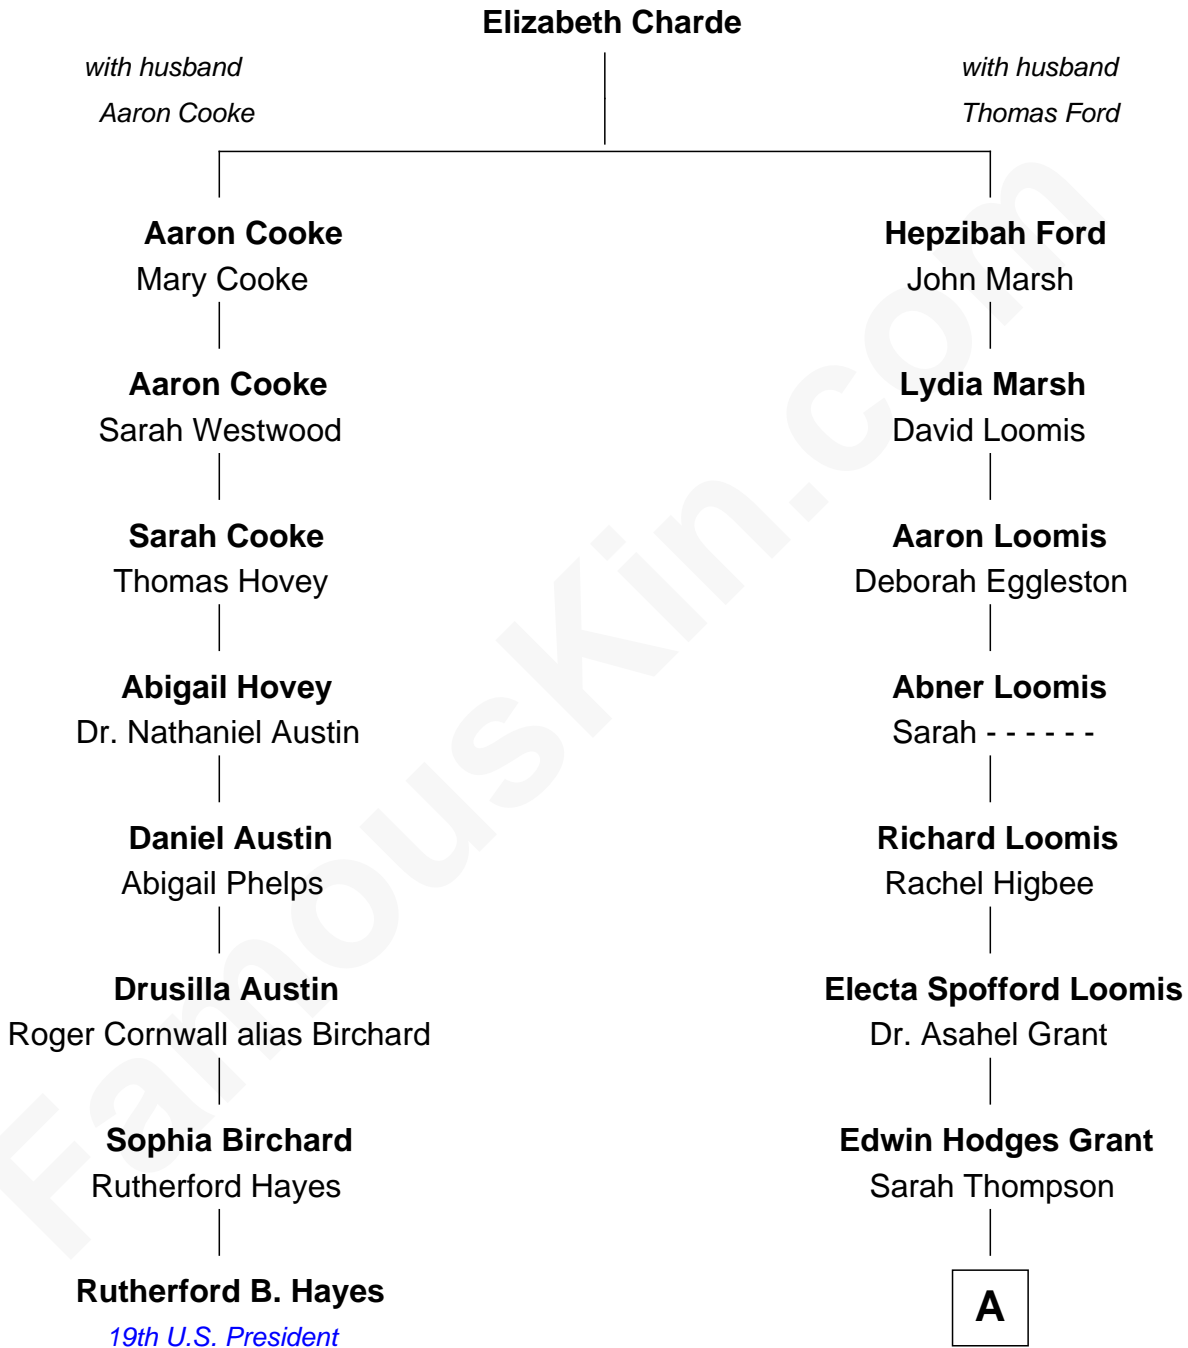 Elizabeth Charde
with husband
Aaron Cooke
with husband
Thomas Ford
Aaron Cooke
Mary Cooke
Hepzibah Ford
John Marsh
Aaron Cooke
Sarah Westwood
Lydia Marsh
David Loomis
Sarah Cooke
Thomas Hovey
Aaron Loomis
Deborah Eggleston
Abigail Hovey
Dr. Nathaniel Austin
Abner Loomis
Sarah - - - - - -
Daniel Austin
Abigail Phelps
Richard Loomis
Rachel Higbee
Drusilla Austin
Roger Cornwall alias Birchard
Electa Spofford Loomis
Dr. Asahel Grant
Sophia Birchard
Rutherford Hayes
Edwin Hodges Grant
Sarah Thompson
Rutherford B. Hayes
19th U.S. President
A
FamousKin.com